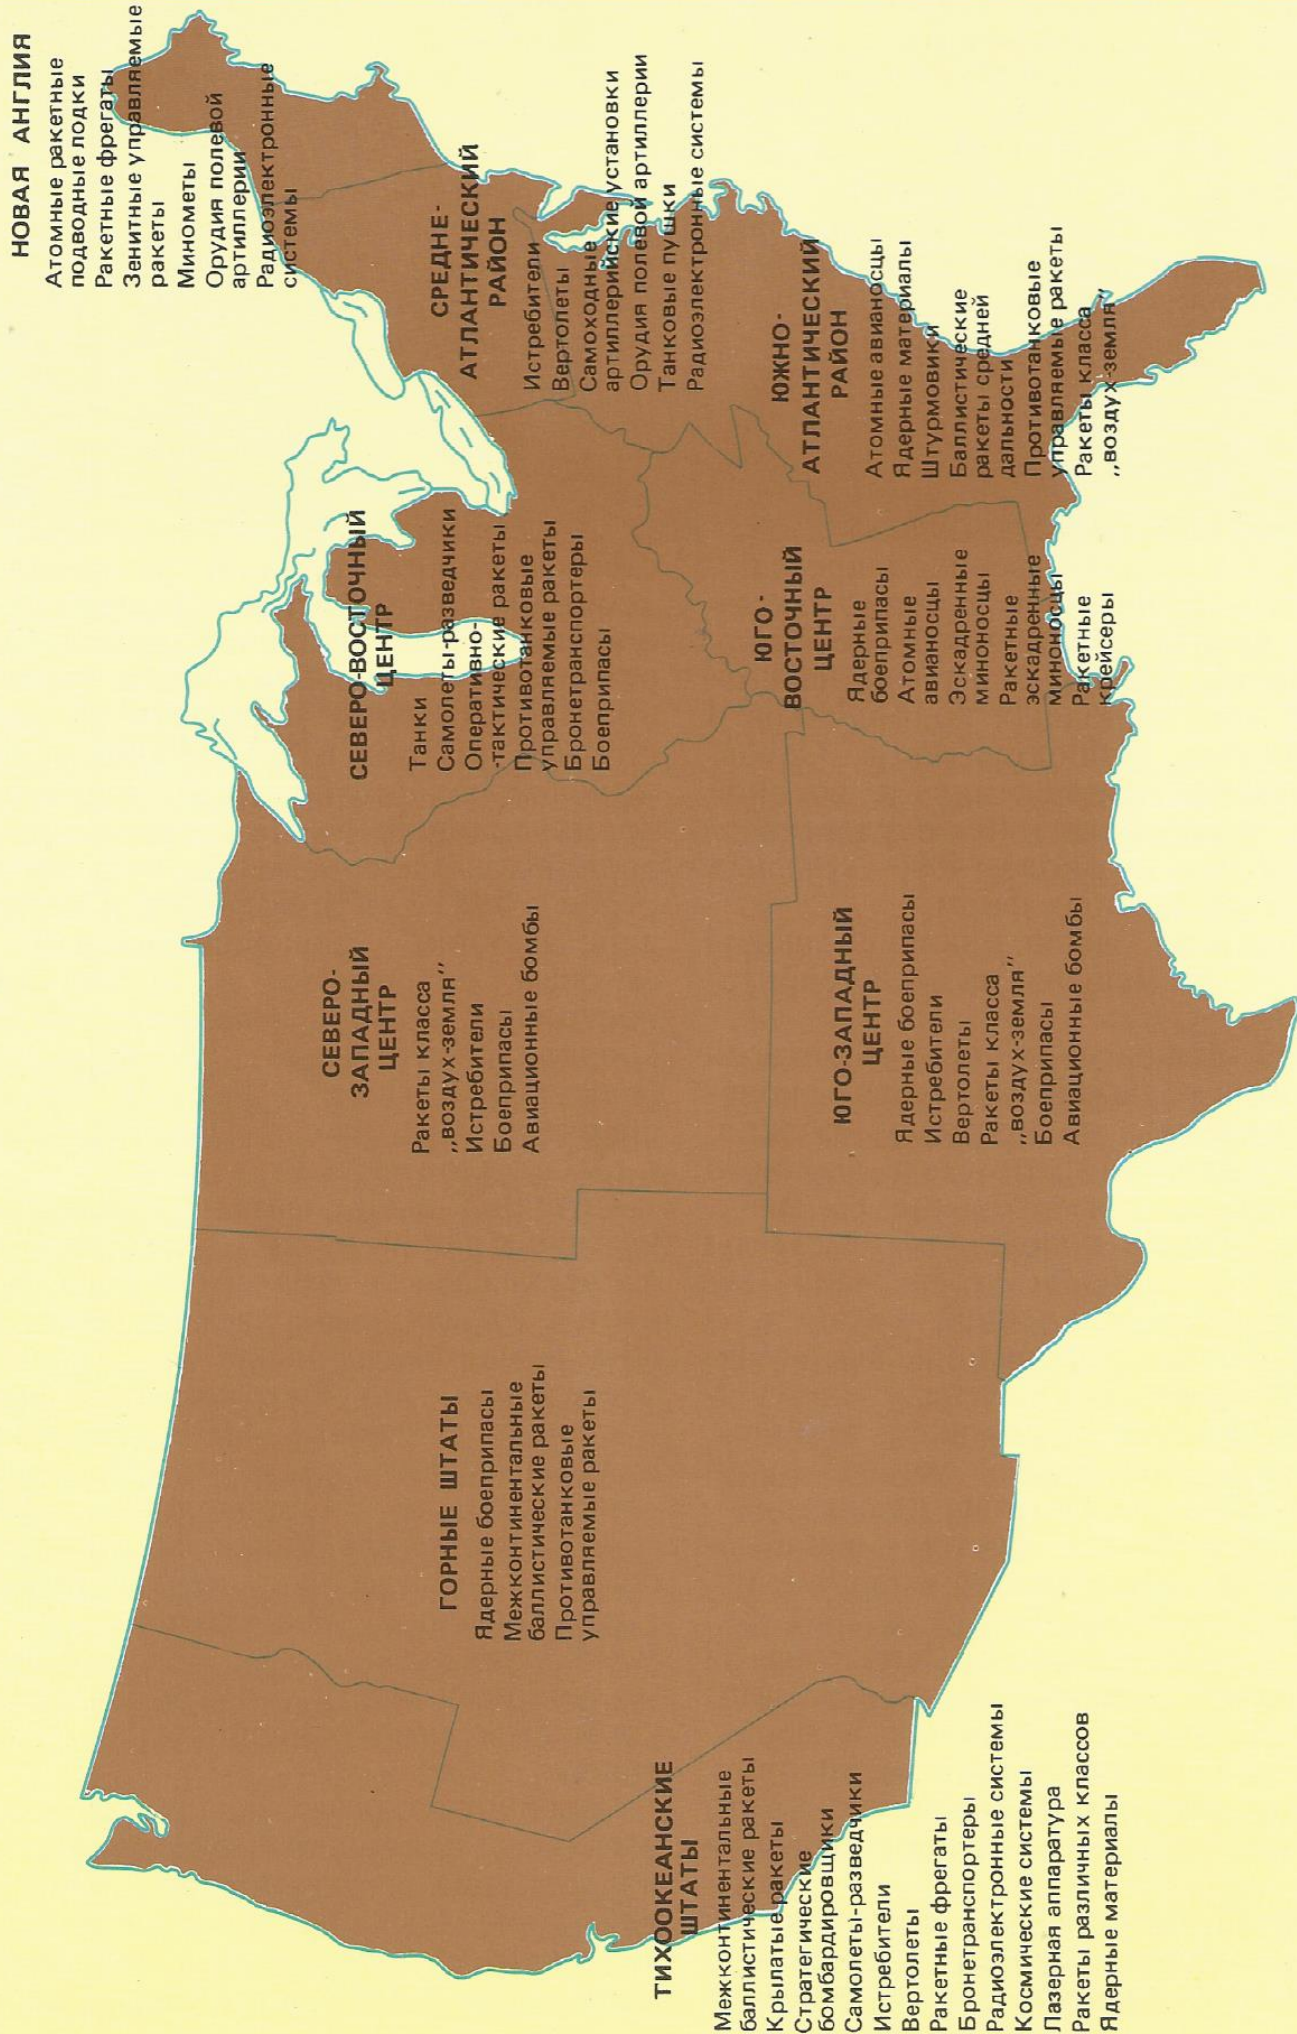 НОВАЯ АНГЛИЯ
Атомные ракетные
подводные лодки
Ракетные фрегаты
Зенитные управляемые
ракеты
Минометы
Орудия полевой
артиллерии
Радиоэлектронные
системы
СРЕДНЕ-
АТЛАНТИЧЕСКИЙ
РАЙОН
Истребители
Вертолеты
Самоходные
артиллерийские установки
Орудия полевой артиллерии
Танковые пушки
Радиоэлектронные системы
ЮЖНО-
АТЛАНТИЧЕСКИЙ
РАЙОН
Атомные авианосцы
Ядерные материалы
Штурмовики
Баллистические
ракеты средней
дальности
Противотанковые
управляемые ракеты
Ракеты класса
„воздух-земля"
СЕВЕРО-ВОСТОЧНЫЙ
ЦЕНТР
Танки
Самолеты-разведчики
Оперативно-
-тактические ракеты
Противотанковые
управляемые ракеты
Бронетранспортеры
Боеприпасы
ЮГО-
ВОСТОЧНЫЙ
ЦЕНТР
Ядерные
боеприпасы
Атомные
авианосцы
Эскадренные
миноносцы
Ракетные
эскадренные
миноносцы
Ракетные
крейсеры
СЕВЕРО-
ЗАПАДНЫЙ
ЦЕНТР
Ракеты класса
„воздух-земля"
Истребители
Боеприпасы
Авиационные бомбы
ЮГО-ЗАПАДНЫЙ
ЦЕНТР
Ядерные боеприпасы
Истребители
Вертолеты
Ракеты класса
„воздух-земля"
Боеприпасы
Авиационные бомбы
ГОРНЫЕ ШТАТЫ
Ядерные боеприпасы
Межконтинентальные
баллистические ракеты
Противотанковые
управляемые ракеты
ТИХООКЕАНСКИЕ
ШТАТЫ
Межконтинентальные
баллистические ракеты
Крылатые ракеты
Стратегические
бомбардировщики
Самолеты-разведчики
Истребители
Вертолеты
Ракетные фрегаты
Бронетранспортеры
Радиоэлектронные системы
Космические системы
Лазерная аппаратура
Ракеты различных классов
Ядерные материалы